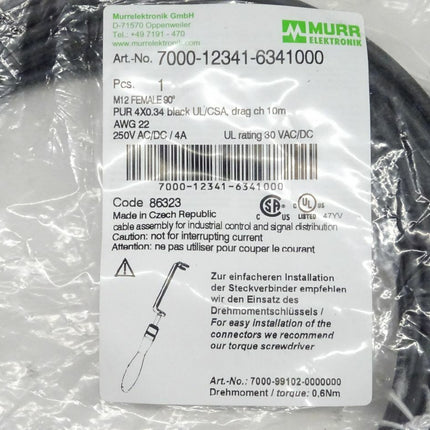 Murrelektronik GmbH
D-71570 Oppenweiler
Tel.: +49 7191 - 470
www.murrelektronik.com
MURR
ELEKTRONIK
Art.-No. 7000-12341-6341000
Pcs. 1
M12 FEMALE 90°
PUR 4X0.34 black UL/CSA, drag ch 10m
AWG 22
250V AC/DC / 4A UL rating 30 VAC/DC
7000-12341-6341000
Code 86323
Made in Czech Republic
C US C UL US LISTED 47YV
cable assembly for industrial control and signal distribution
Caution: not for interrupting current
Attention: ne pas utiliser pour couper le courant
Zur einfacheren Installation
der Steckverbinder empfehlen
wir den Einsatz des
Drehmomentschlüssels /
For easy installation of the
connectors we recommend
our torque screwdriver
Art.-No.: 7000-99102-0000000
Drehmoment / torque: 0,6Nm